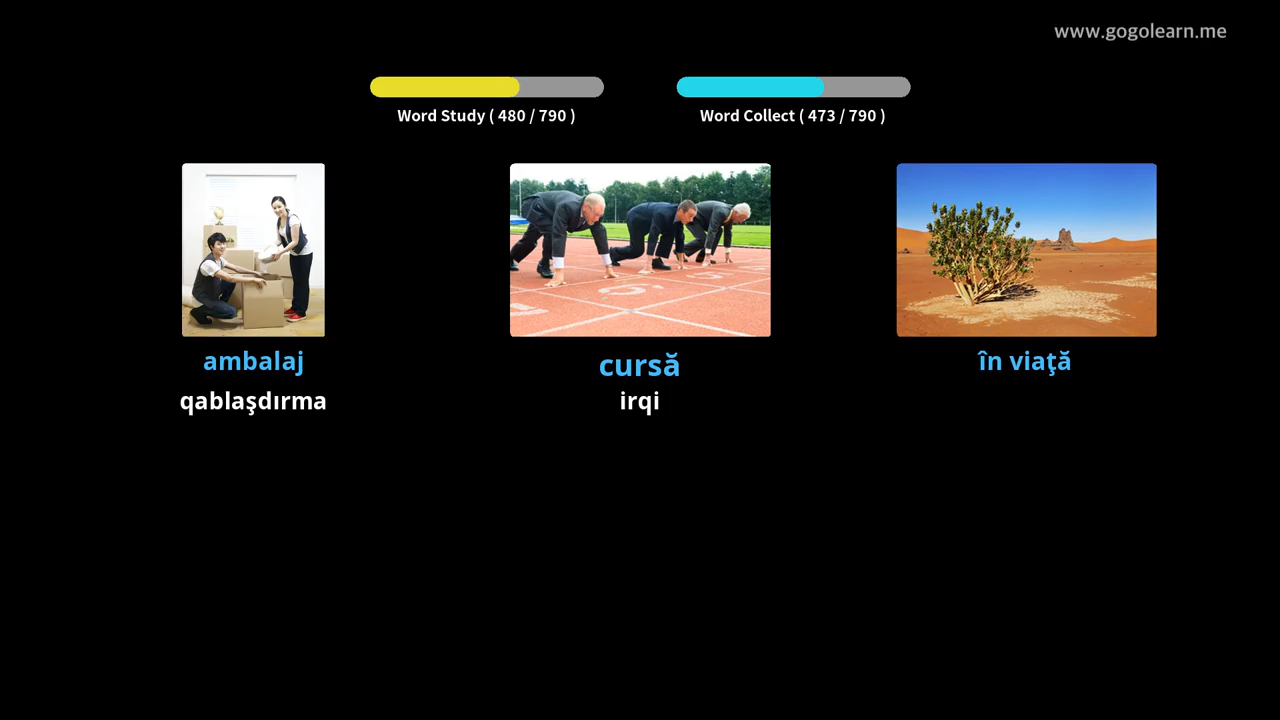 www.gogolearn.me
Word Study ( 480 / 790 )
Word Collect ( 473 / 790 )
ambalaj
cursă
în viaţă
qablaşdırma
irqi